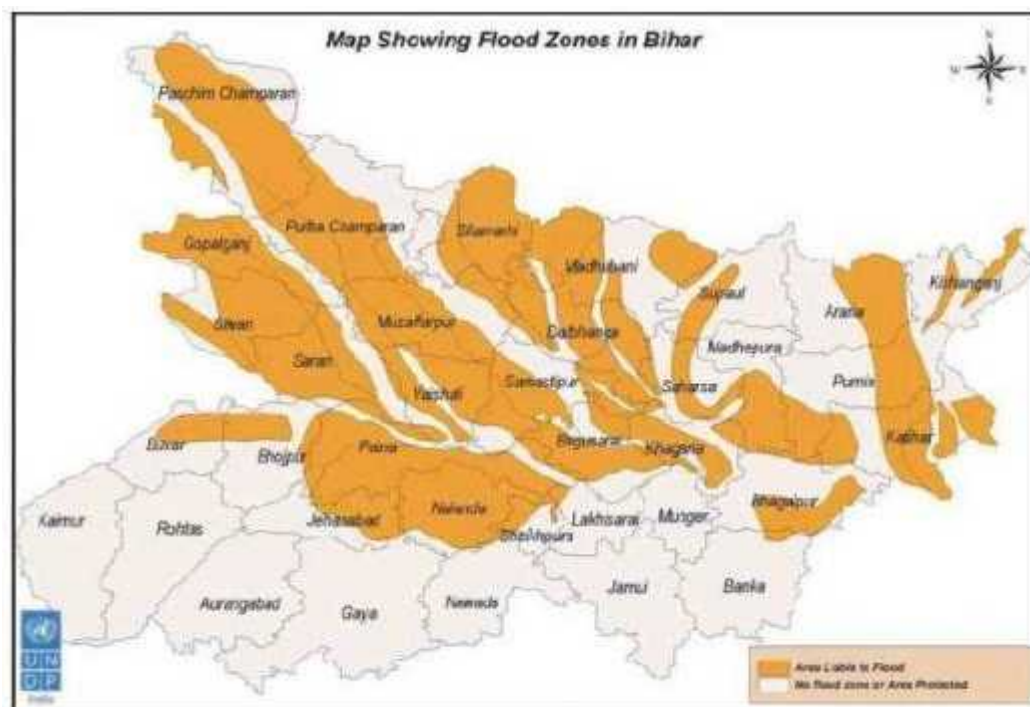 Map Showing Flood Zones in Bihar
N
W
E
S
Paschim Champaran
Purba Champaran
Gopalganj
Sitamarhi
Madhubani
Supaul
Araria
Kishanganj
Siwan
Muzaffarpur
Darbhanga
Madhepura
Saran
Vaishali
Samastipur
Saharsa
Purnia
Katihar
Buxar
Bhojpur
Patna
Begusarai
Khagaria
Bhagalpur
Jehanabad
Nalanda
Sheikhpura
Lakhsarai
Munger
Kaimur
Rohtas
Aurangabad
Gaya
Nawada
Jamui
Banka
U N
D P
India
Area Liable to Flood
No flood zone or Area Protected